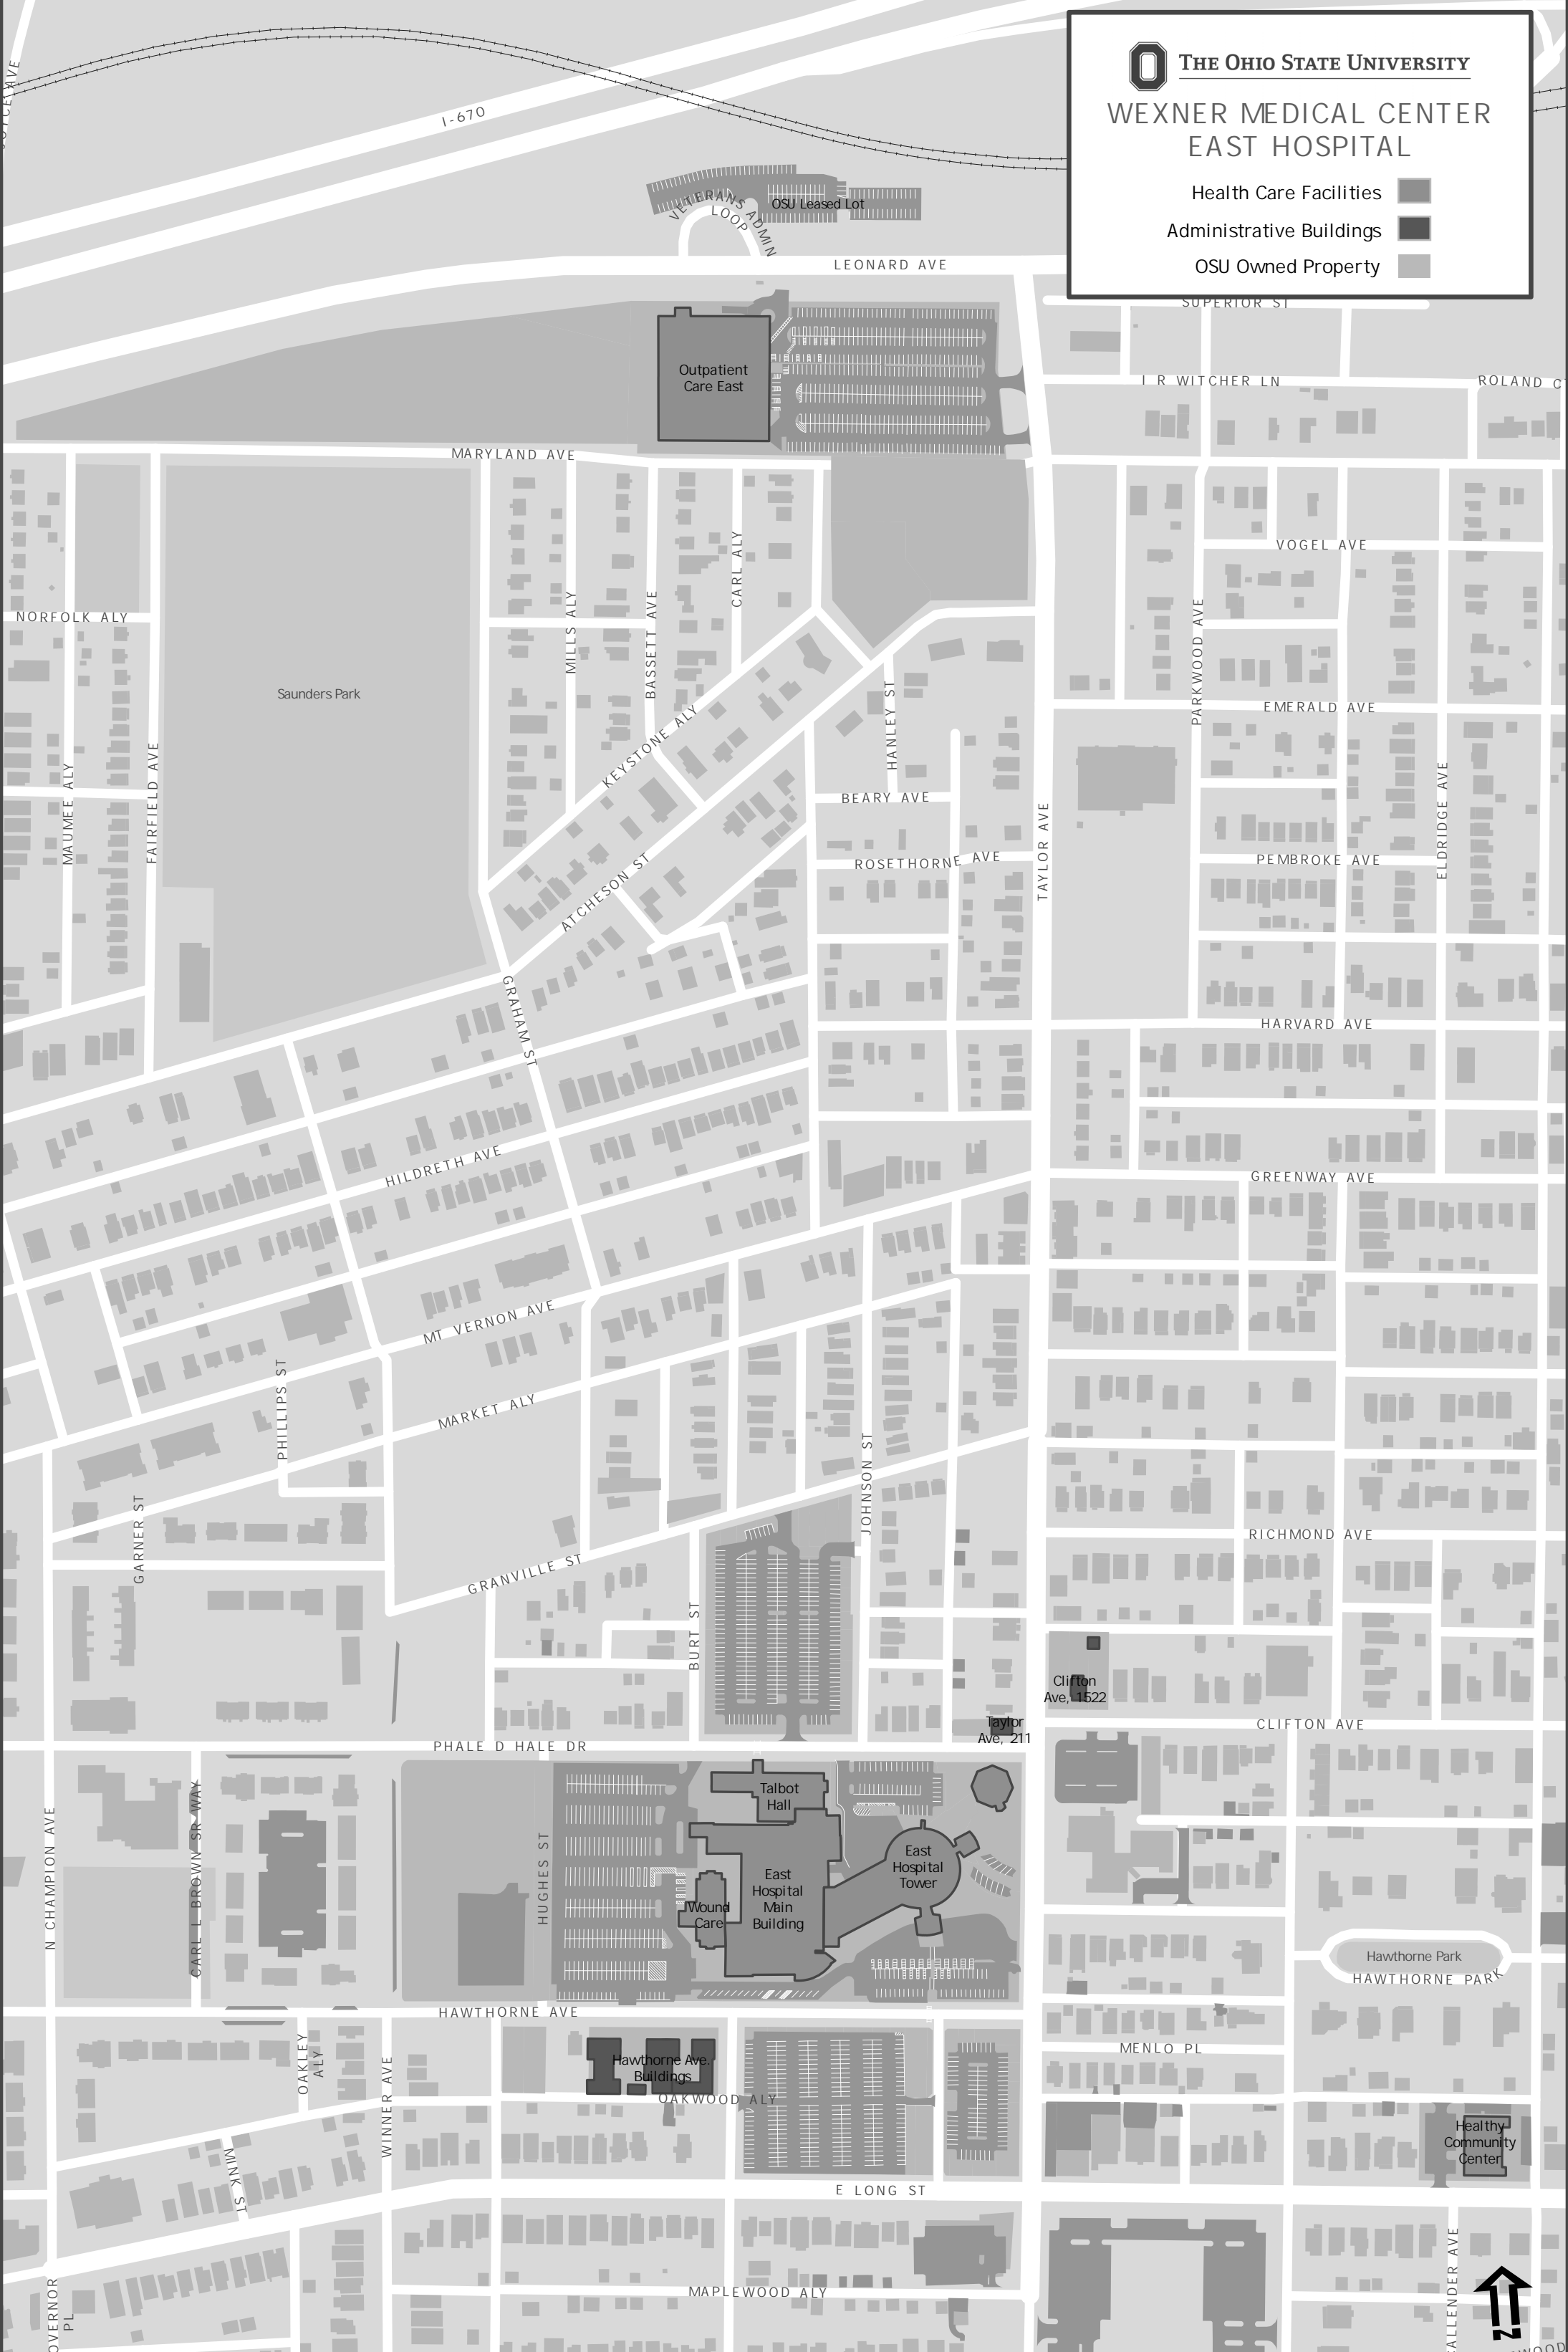 THE OHIO STATE UNIVERSITY
WEXNER MEDICAL CENTER
EAST HOSPITAL
Health Care Facilities
Administrative Buildings
OSU Owned Property
I-670
VETERANS ADMIN
LOOP
OSU Leased Lot
LEONARD AVE
SUPERIOR ST
Outpatient
Care East
I R WITCHER LN
ROLAND C
MARYLAND AVE
VOGEL AVE
CARL ALY
NORFOLK ALY
MILLS ALY
BASSETT AVE
PARKWOOD AVE
Saunders Park
HANLEY ST
EMERALD AVE
KEYSTONE ALY
MAUMEE ALY
FAIRFIELD AVE
BEARY AVE
TAYLOR AVE
ELDRIDGE AVE
ROSETHORNE AVE
PEMBROKE AVE
ATCHESON ST
GRAHAM ST
HARVARD AVE
HILDRETH AVE
GREENWAY AVE
MT VERNON AVE
PHILLIPS ST
MARKET ALY
JOHNSON ST
GARNER ST
RICHMOND AVE
GRANVILLE ST
BURT ST
Clifton
Ave, 1522
Taylor
Ave, 211
CLIFTON AVE
PHALE D HALE DR
Talbot
Hall
N CHAMPION AVE
CARL L BROWN SR WAY
HUGHES ST
East
Hospital
Tower
East
Hospital
Main
Building
Wound
Care
Hawthorne Park
HAWTHORNE PARK
HAWTHORNE AVE
MENLO PL
OAKLEY
ALY
WINNER AVE
Hawthorne Ave.
Buildings
OAKWOOD ALY
Healthy
Community
Center
MINK ST
E LONG ST
MAPLEWOOD ALY
OVERNOR
PL
ALLENDER AVE
N